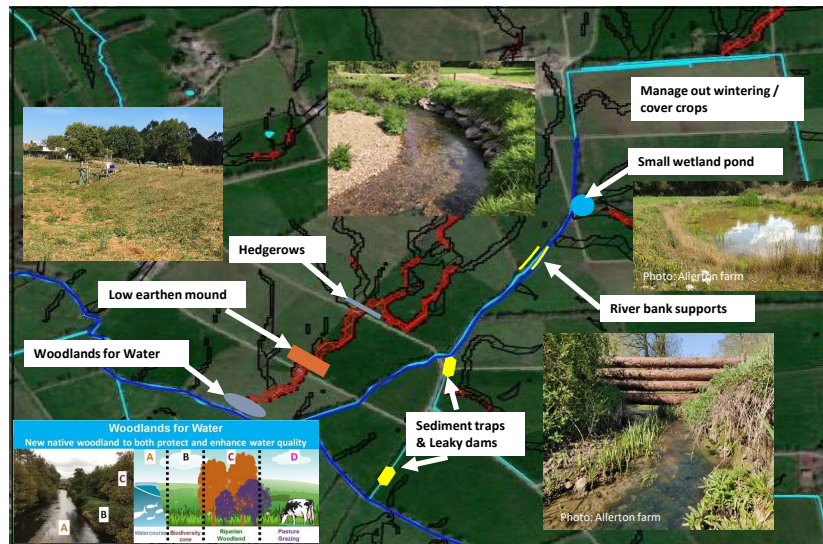 Manage out wintering /
cover crops
Small wetland pond
Photo: Allerton farm
Hedgerows
Low earthen mound
River bank supports
Woodlands for Water
Sediment traps
& Leaky dams
Woodlands for Water
New native woodland to both protect and enhance water quality
A
B
C
D
C
B
A
Watercourse
Biodiversity
zone
Riparian
Woodland
Pasture
Grazing
Photo: Allerton farm